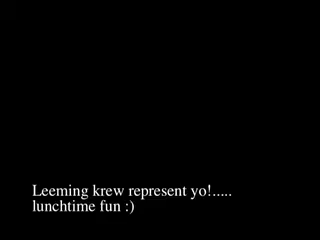 Leeming krew represent yo!.....
lunchtime fun :)